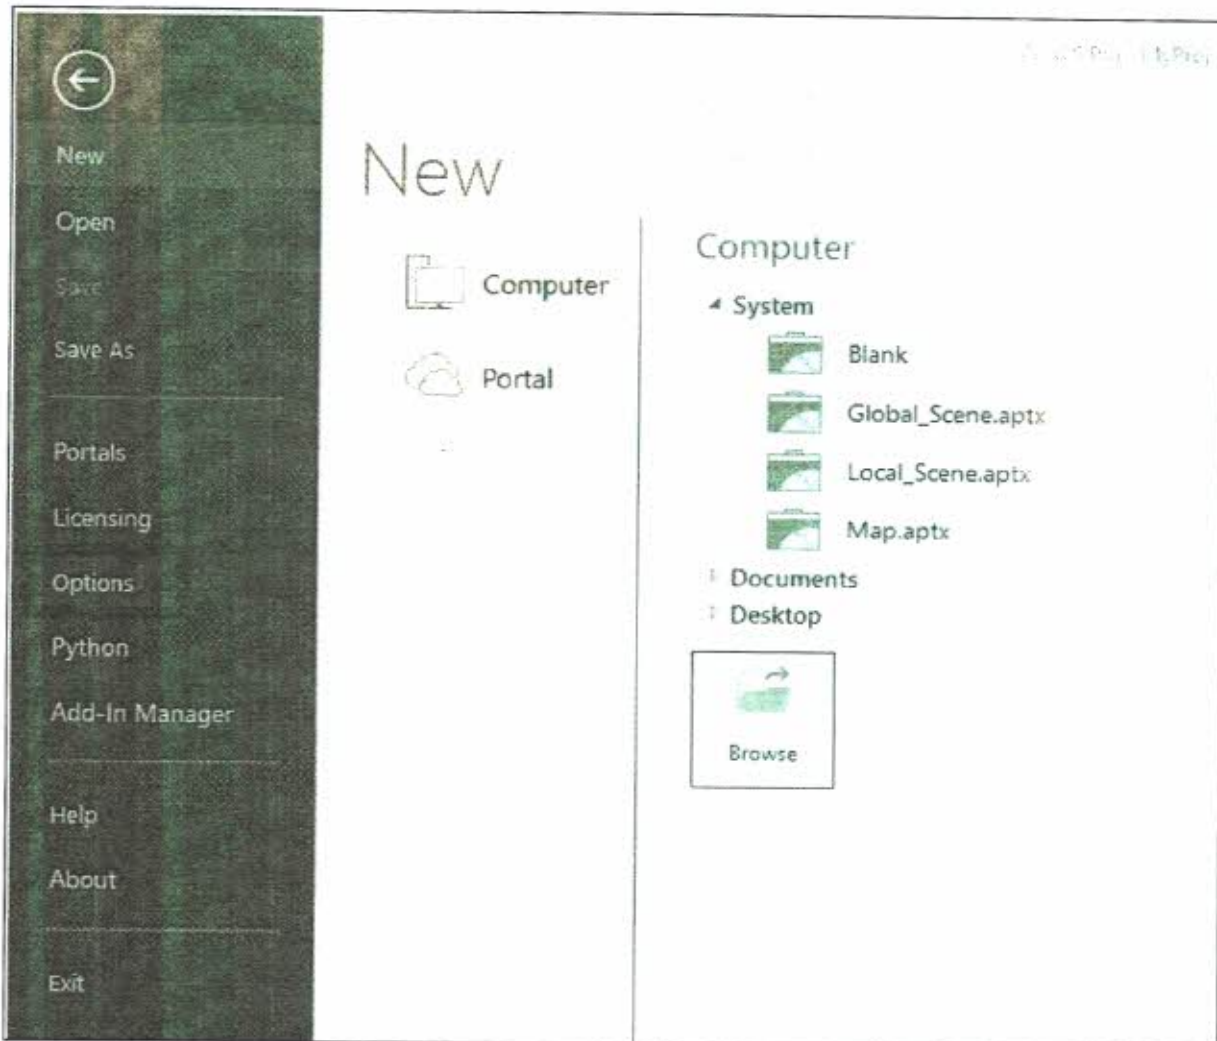 New
Open
Save
Save As
Portals
Licensing
Options
Python
Add-In Manager
Help
About
Exit
New
Computer
Portal
Computer
System
Blank
Global_Scene.aptx
Local_Scene.aptx
Map.aptx
Documents
Desktop
Browse